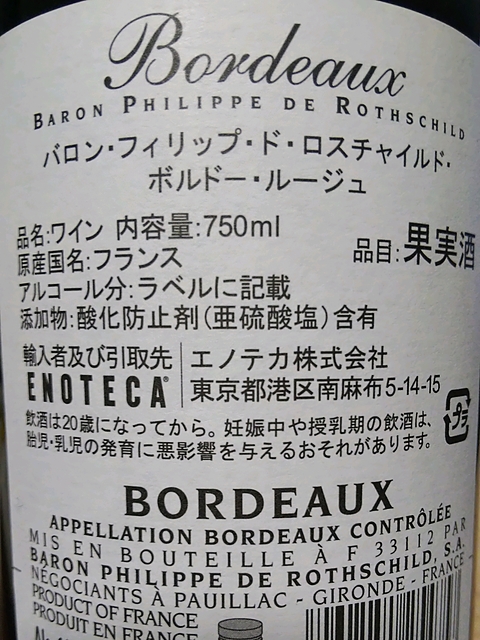 Bordeaux
BARON PHILIPPE DE ROTHSCHILD
バロン・フィリップ・ド・ロスチャイルド・
ボルドー・ルージュ
品名:ワイン 内容量:750ml
原産国名:フランス
品目:果実酒
アルコール分:ラベルに記載
添加物:酸化防止剤(亜硫酸塩)含有
輸入者及び引取先
ENOTECA
エノテカ株式会社
東京都港区南麻布5-14-15
飲酒は20歳になってから。妊娠中や授乳期の飲酒は、
胎児・乳児の発育に悪影響を与えるおそれがあります。
プラ
BORDEAUX
APPELLATION BORDEAUX CONTRÔLÉE
MIS EN BOUTEILLE À F 33112 PAR
BARON PHILIPPE DE ROTHSCHILD, S.A.
NÉGOCIANTS À PAUILLAC - GIRONDE - FRANCE
PRODUCT OF FRANCE
PRODUIT EN FRANCE